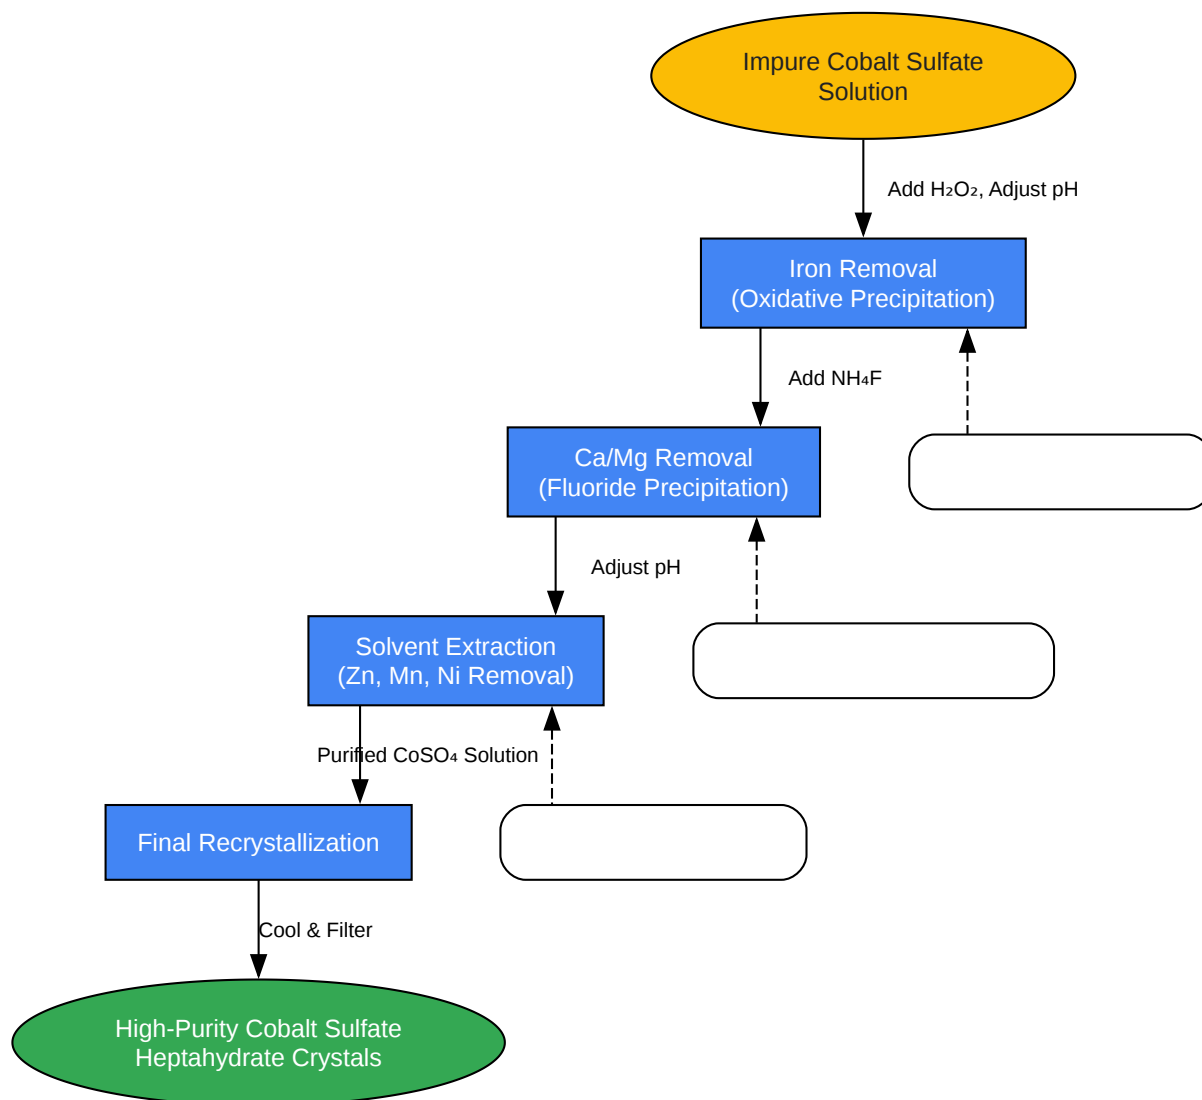 Impure Cobalt Sulfate
Solution
Add H₂O₂, Adjust pH
Iron Removal
(Oxidative Precipitation)
Add NH₄F
Ca/Mg Removal
(Fluoride Precipitation)
Adjust pH
Solvent Extraction
(Zn, Mn, Ni Removal)
Purified CoSO₄ Solution
Final Recrystallization
Cool & Filter
High-Purity Cobalt Sulfate
Heptahydrate Crystals